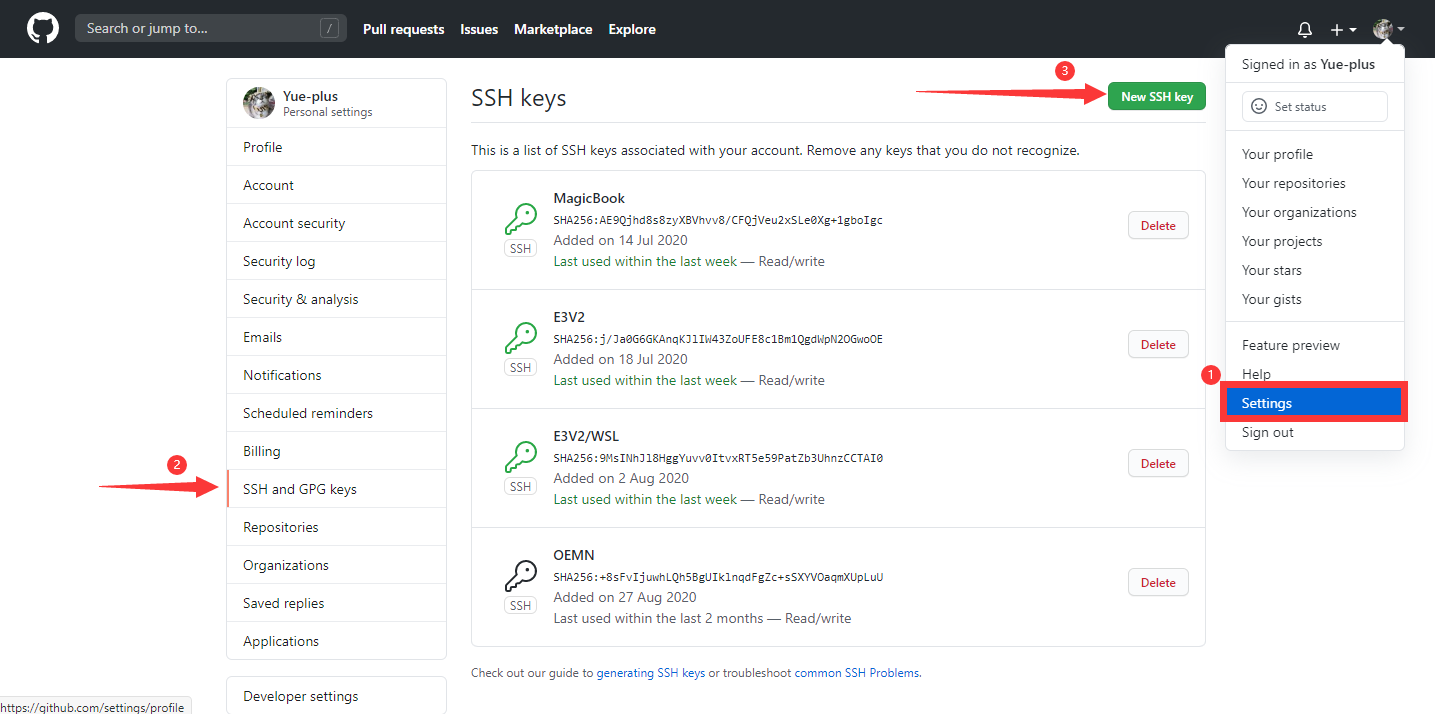 Search or jump to...
/
Pull requests
Issues
Marketplace
Explore
Signed in as Yue-plus
Set status
Your profile
Your repositories
Your organizations
Your projects
Your stars
Your gists
Feature preview
Help
1
Settings
Sign out
Yue-plus
Personal settings
Profile
Account
Account security
Security log
Security & analysis
Emails
Notifications
Scheduled reminders
Billing
2
SSH and GPG keys
Repositories
Organizations
Saved replies
Applications
Developer settings
SSH keys
3
New SSH key
This is a list of SSH keys associated with your account. Remove any keys that you do not recognize.
MagicBook
SHA256:AE9Qjhd8s8zyXBVhvv8/CFQjVeu2xSLe0Xg+1gboIgc
SSH
Added on 14 Jul 2020
Last used within the last week — Read/write
Delete
E3V2
SHA256:j/Ja0G6GKAnqKJlIW43ZoUFE8c1Bm1QgdWpN2OGwoOE
SSH
Added on 18 Jul 2020
Last used within the last week — Read/write
Delete
E3V2/WSL
SHA256:9MsINhJl8HggYuvv0ItvxRT5e59PatZb3UhnzCCTAI0
SSH
Added on 2 Aug 2020
Last used within the last week — Read/write
Delete
OEMN
SHA256:+8sFvIjuwhLQh5BgUIklnqdFgZc+sSXYVOaqmXUpLuU
SSH
Added on 27 Aug 2020
Last used within the last 2 months — Read/write
Delete
Check out our guide to generating SSH keys or troubleshoot common SSH Problems.
https://github.com/settings/profile